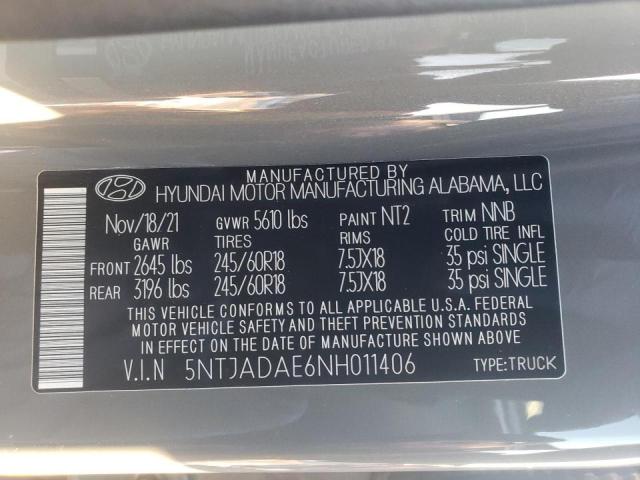 MANUFACTURED BY
HYUNDAI MOTOR MANUFACTURING ALABAMA, LLC
Nov/18/21 GVWR 5610 lbs PAINT NT2 TRIM NNB
GAWR TIRES RIMS COLD TIRE INFL
FRONT 2645 lbs 245/60R18 7.5JX18 35 psi SINGLE
REAR 3196 lbs 245/60R18 7.5JX18 35 psi SINGLE
THIS VEHICLE CONFORMS TO ALL APPLICABLE U.S.A. FEDERAL
MOTOR VEHICLE SAFETY AND THEFT PREVENTION STANDARDS
IN EFFECT ON THE DATE OF MANUFACTURE SHOWN ABOVE.
V.I.N 5NTJADAE6NH011406 TYPE:TRUCK